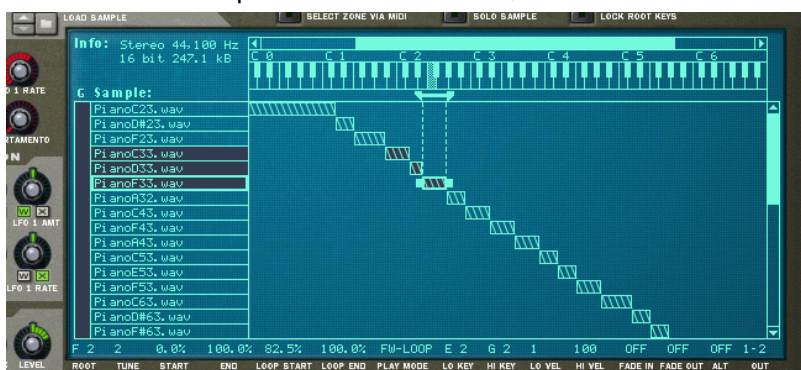 LOAD SAMPLE
SELECT ZONE VIA MIDI
SOLO SAMPLE
LOCK ROOT KEYS
Info: Stereo 44,100 Hz
16 bit 247.1 kB
C 0 C 1 C 2 C 3 C 4 C 5 C 6
G Sample:
PianoC23.wav
PianoD#23.wav
PianoF23.wav
PianoC33.wav
PianoD33.wav
PianoF33.wav
PianoA32.wav
PianoC43.wav
PianoF43.wav
PianoA43.wav
PianoC53.wav
PianoE53.wav
PianoF53.wav
PianoC63.wav
PianoD#63.wav
PianoF#63.wav
F 2 2 0.0% 100.0% 82.5% 100.0% FW-LOOP E 2 G 2 1 100 OFF OFF OFF 1-2
ROOT TUNE START END LOOP START LOOP END PLAY MODE LO KEY HI KEY LO VEL HI VEL FADE IN FADE OUT ALT OUT
1 RATE
W X
LFO 1 AMT
W X
LFO 1 RATE
LEVEL